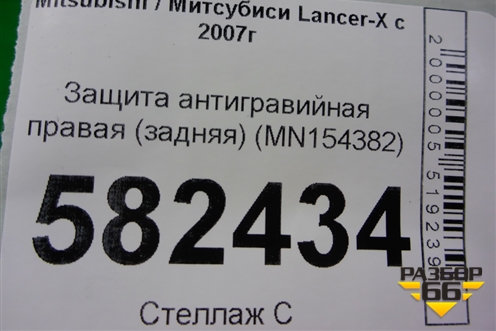 Mitsubishi / Митсубиси Lancer-X с
2007г
Защита антигравийная
правая (задняя) (MN154382)
582434
Стеллаж С
2000005519239
РАЗБОР
66